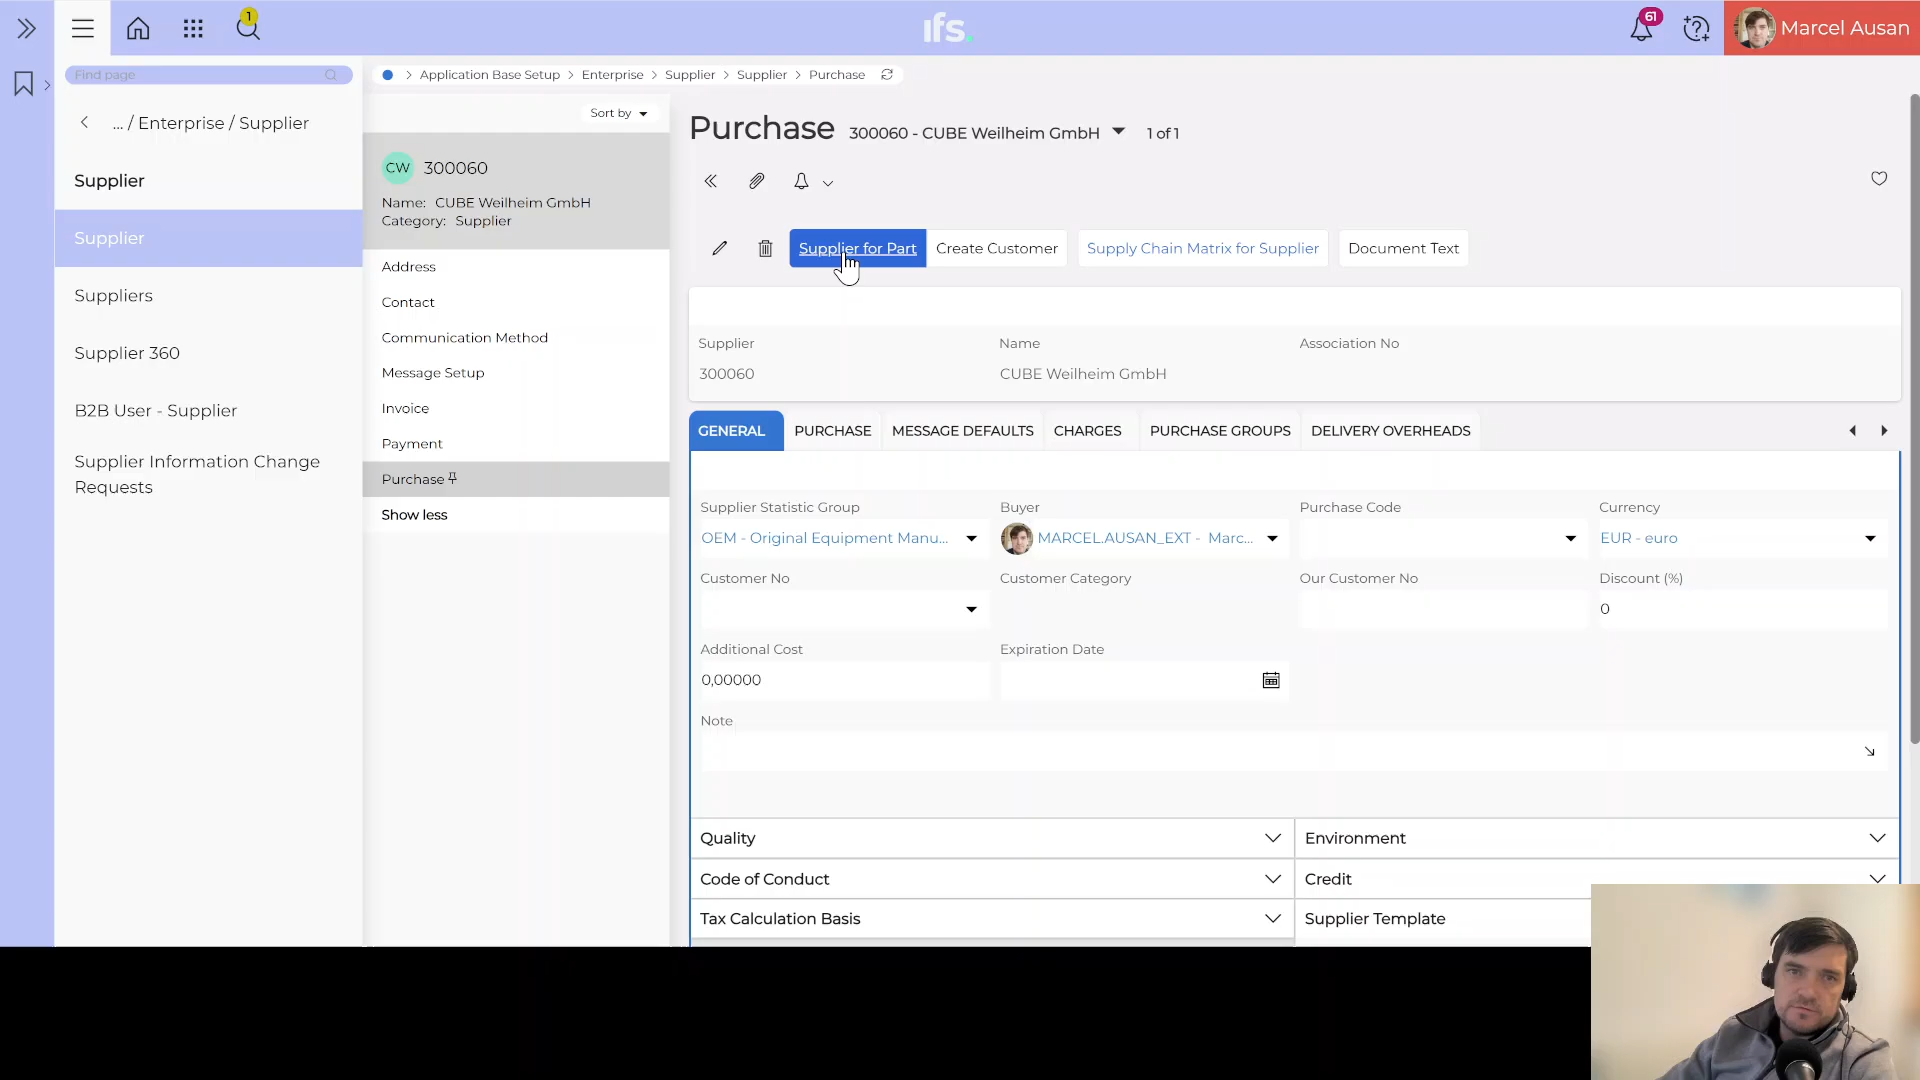 1
ifs.
61
Marcel Ausan
Find page
Application Base Setup > Enterprise > Supplier > Supplier > Purchase
... / Enterprise / Supplier
Supplier
Supplier
Suppliers
Supplier 360
B2B User - Supplier
Supplier Information Change
Requests
Sort by
CW 300060
Name: CUBE Weilheim GmbH
Category: Supplier
Address
Contact
Communication Method
Message Setup
Invoice
Payment
Purchase
Show less
Purchase 300060 - CUBE Weilheim GmbH 1 of 1
Supplier for Part Create Customer Supply Chain Matrix for Supplier Document Text
Supplier Name Association No
300060 CUBE Weilheim GmbH
GENERAL PURCHASE MESSAGE DEFAULTS CHARGES PURCHASE GROUPS DELIVERY OVERHEADS
Supplier Statistic Group Buyer Purchase Code Currency
OEM - Original Equipment Manu... MARCEL.AUSAN_EXT - Marc... EUR - euro
Customer No Customer Category Our Customer No Discount (%)
0
Additional Cost Expiration Date
0,00000
Note
Quality Environment
Code of Conduct Credit
Tax Calculation Basis Supplier Template